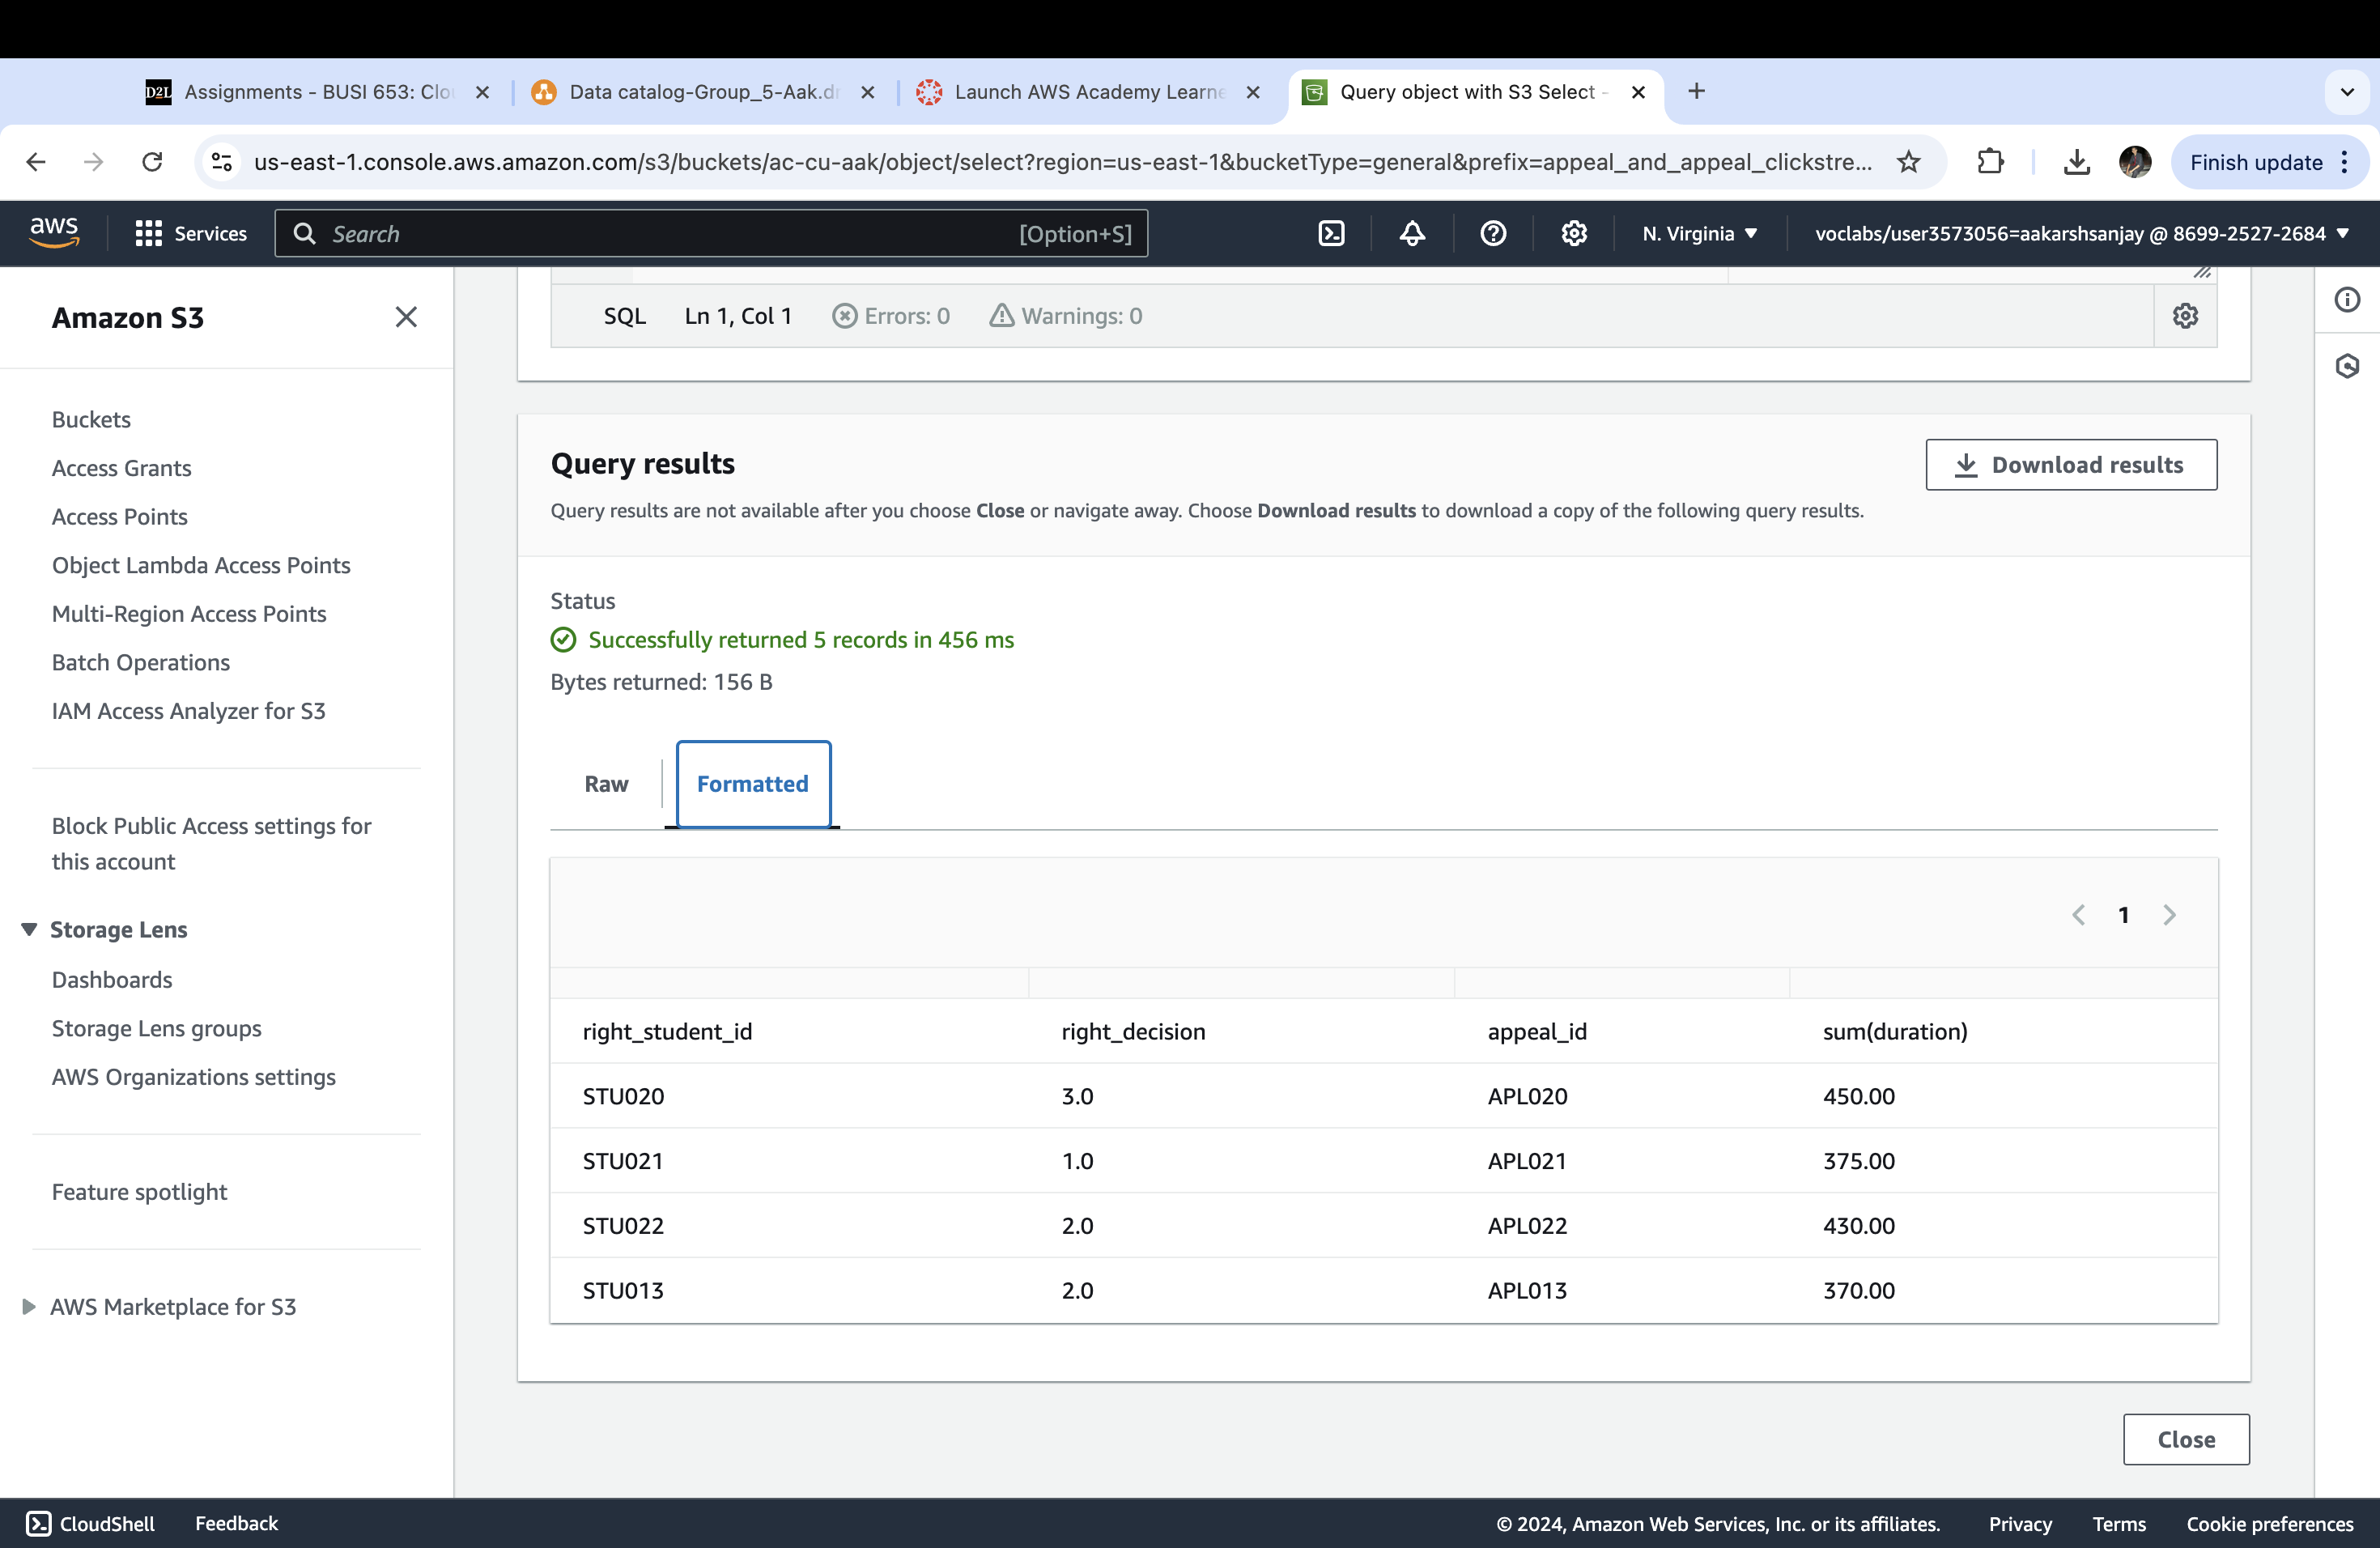 D2L Assignments - BUSI 653: Clo
Data catalog-Group_5-Aak.dr
Launch AWS Academy Learne
Query object with S3 Select -
us-east-1.console.aws.amazon.com/s3/buckets/ac-cu-aak/object/select?region=us-east-1&bucketType=general&prefix=appeal_and_appeal_clickstre...
Finish update
aws
Services
Search
[Option+S]
N. Virginia
voclabs/user3573056=aakarshsanjay @ 8699-2527-2684
Amazon S3
Buckets
Access Grants
Access Points
Object Lambda Access Points
Multi-Region Access Points
Batch Operations
IAM Access Analyzer for S3
Block Public Access settings for
this account
Storage Lens
Dashboards
Storage Lens groups
AWS Organizations settings
Feature spotlight
AWS Marketplace for S3
SQL Ln 1, Col 1 Errors: 0 Warnings: 0
Query results
Download results
Query results are not available after you choose Close or navigate away. Choose Download results to download a copy of the following query results.
Status
Successfully returned 5 records in 456 ms
Bytes returned: 156 B
Raw Formatted
1
right_student_id right_decision appeal_id sum(duration)
STU020 3.0 APL020 450.00
STU021 1.0 APL021 375.00
STU022 2.0 APL022 430.00
STU013 2.0 APL013 370.00
Close
CloudShell Feedback © 2024, Amazon Web Services, Inc. or its affiliates. Privacy Terms Cookie preferences